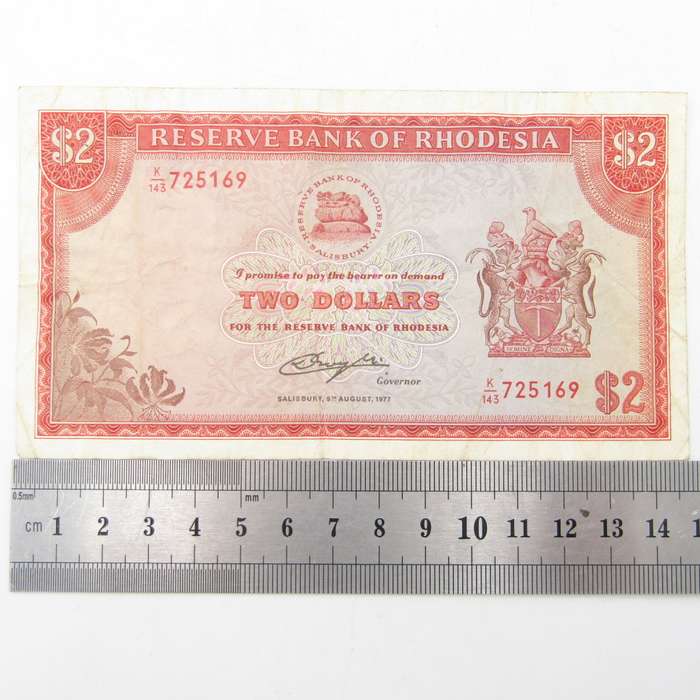 $2 RESERVE BANK OF RHODESIA $2
K/143 725169
RESERVE BANK OF RHODESIA
SALISBURY
I promise to pay the bearer on demand
TWO DOLLARS
FOR THE RESERVE BANK OF RHODESIA
Governor
SALISBURY, 9TH AUGUST, 1977
K/143 725169 $2
0.5mm mm
cm 1 2 3 4 5 6 7 8 9 10 11 12 13 14